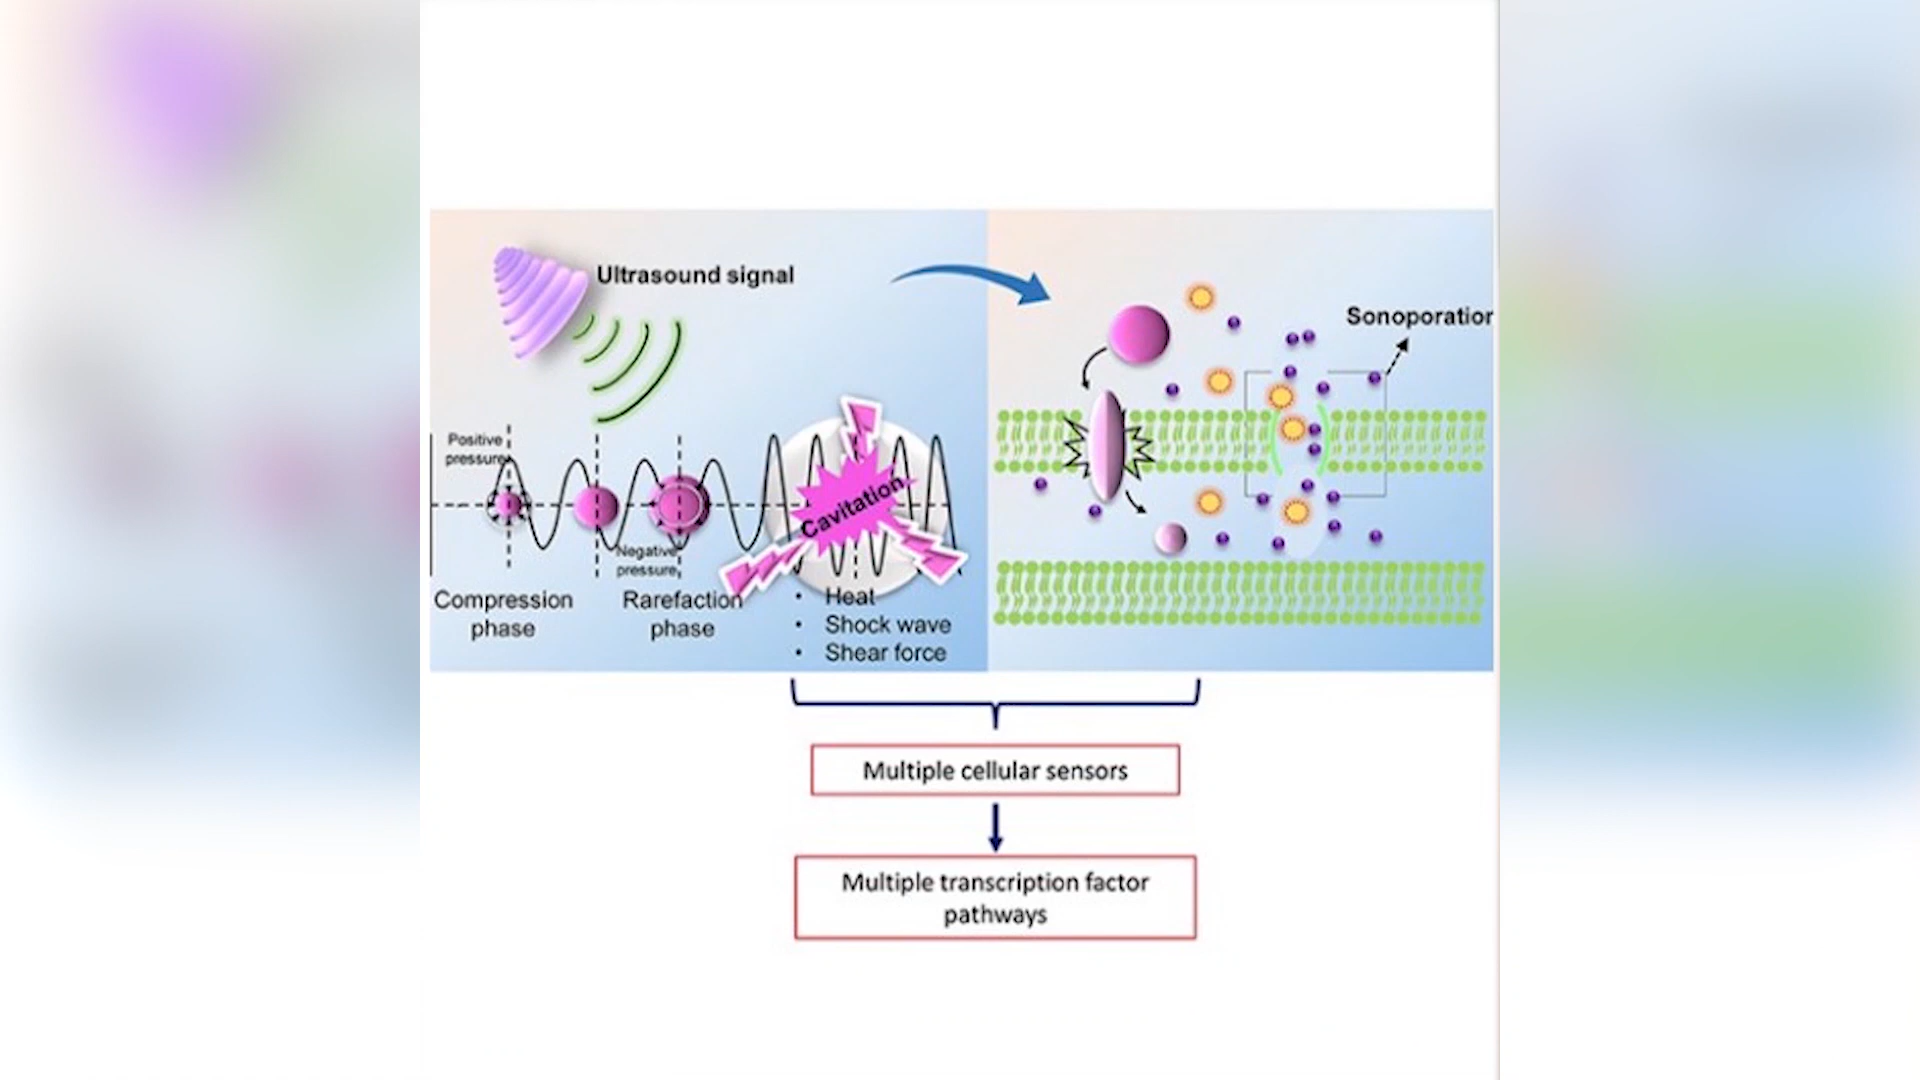 Ultrasound signal
Sonoporation
Positive
pressure
Cavitation
Negative
pressure
Compression
phase
Rarefaction
phase
• Heat
• Shock wave
• Shear force
Multiple cellular sensors
Multiple transcription factor
pathways